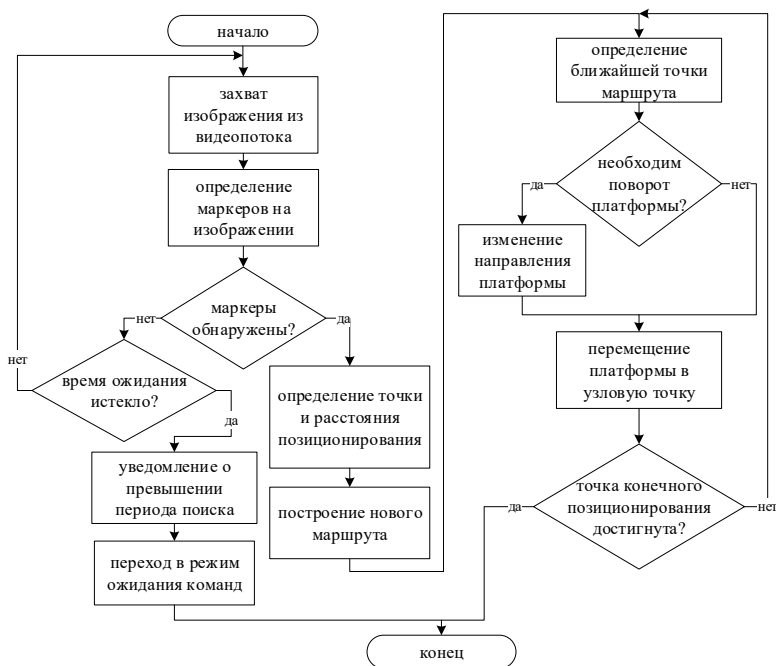 начало
захват
изображения из
видеопотока
определение
маркеров на
изображении
маркеры
обнаружены?
нет
да
время ожидания
истекло?
нет
да
уведомление о
превышении
периода поиска
переход в режим
ожидания команд
определение точки
и расстояния
позиционирования
построение нового
маршрута
определение
ближайшей точки
маршрута
необходим
поворот
платформы?
да
нет
изменение
направления
платформы
перемещение
платформы в
узловую точку
точка конечного
позиционирования
достигнута?
да
нет
конец